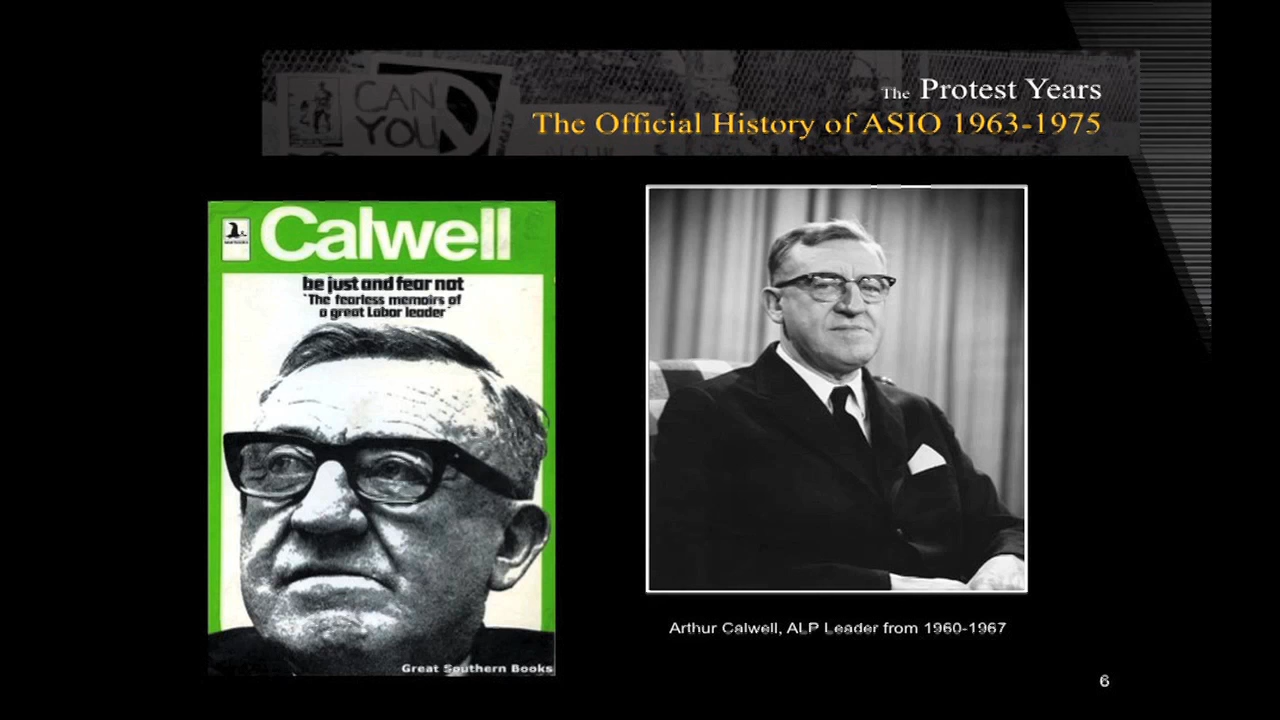 CAN
YOU
The Protest Years
The Official History of ASIO 1963-1975
Calwell
be just and fear not
"The fearless memoirs of
a great Labor leader"
Great Southern Books
Arthur Calwell, ALP Leader from 1960-1967
6